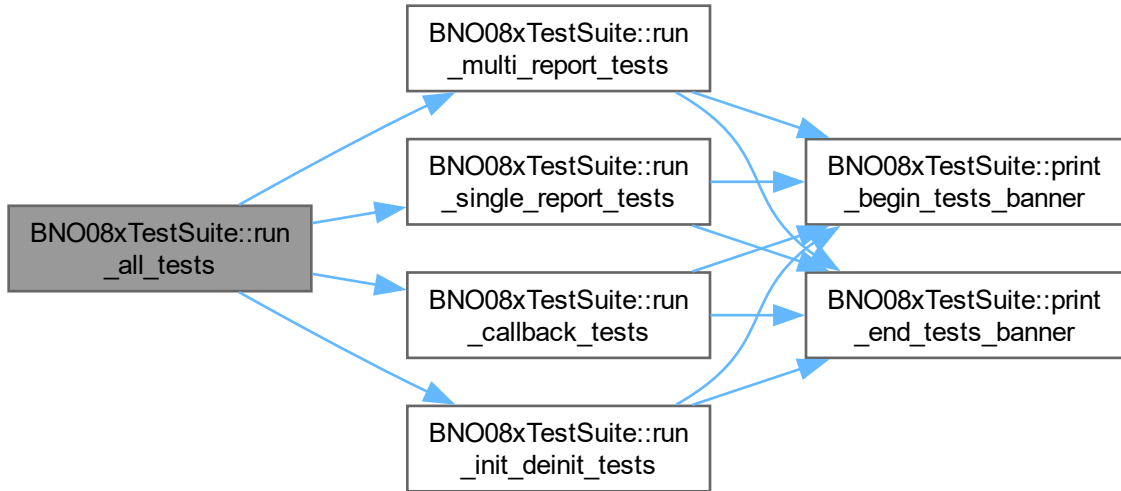 BNO08xTestSuite::run
_all_tests
BNO08xTestSuite::run
_multi_report_tests
BNO08xTestSuite::run
_single_report_tests
BNO08xTestSuite::run
_callback_tests
BNO08xTestSuite::run
_init_deinit_tests
BNO08xTestSuite::print
_begin_tests_banner
BNO08xTestSuite::print
_end_tests_banner